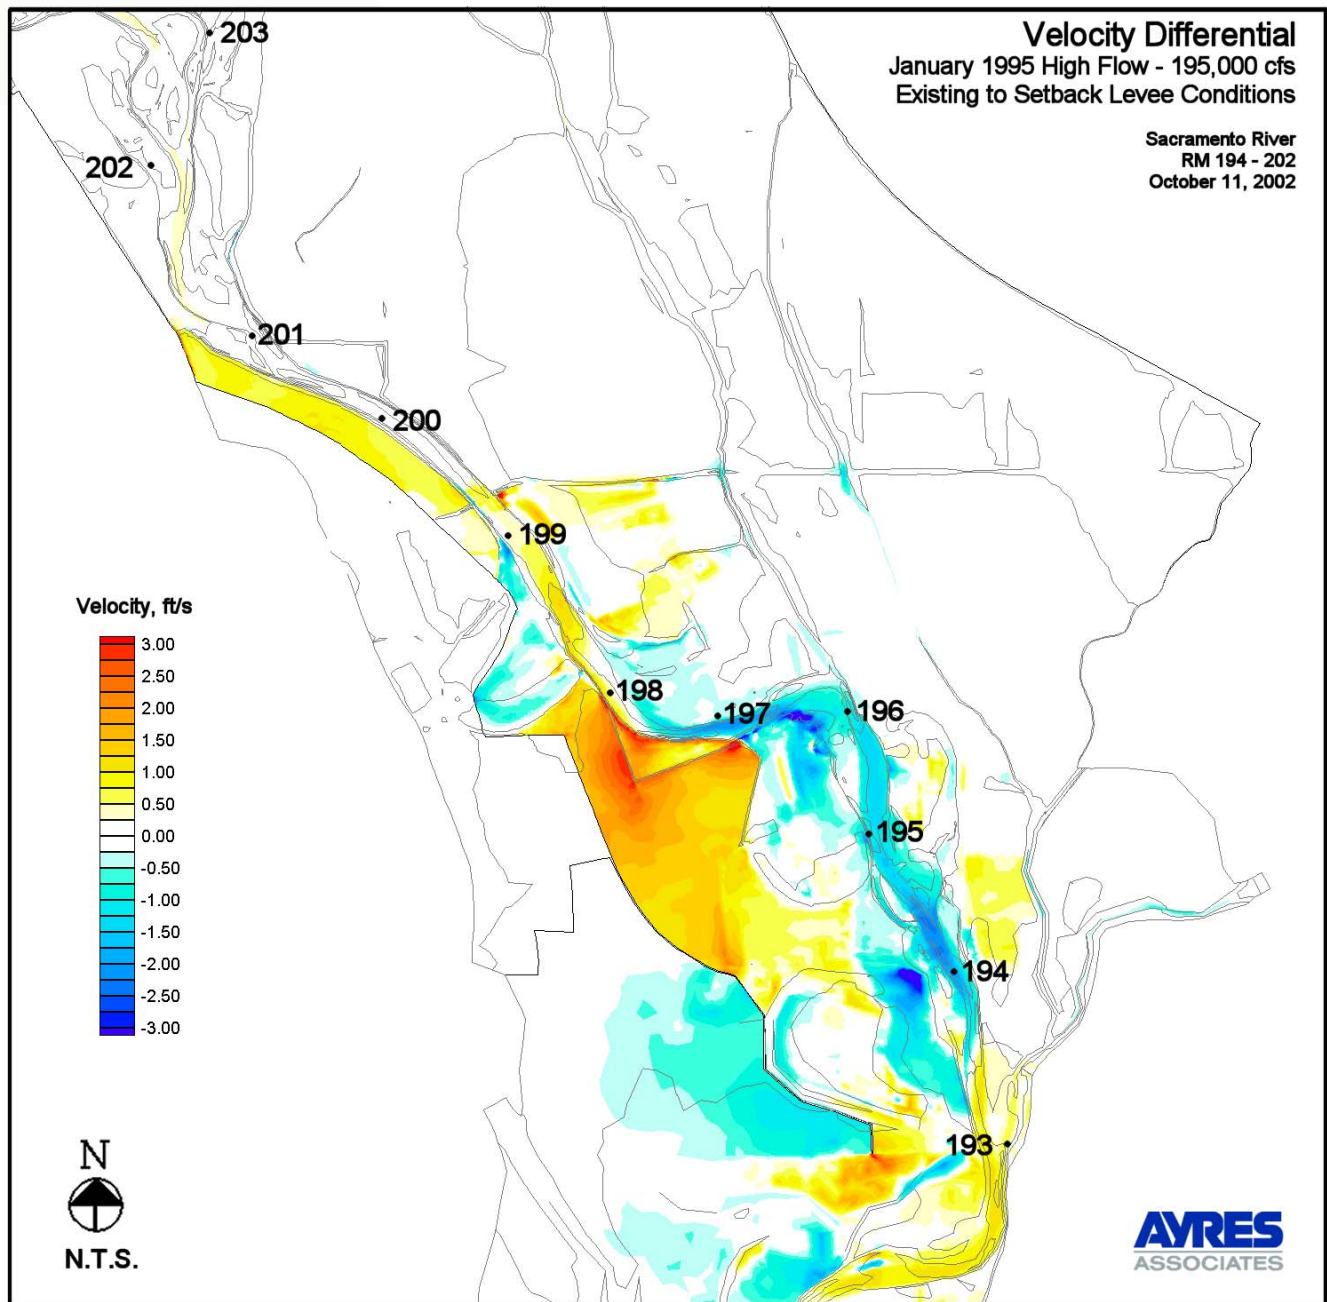 Velocity Differential
January 1995 High Flow - 195,000 cfs
Existing to Setback Levee Conditions
Sacramento River
RM 194 - 202
October 11, 2002
203
202
201
200
199
198
197
196
195
194
193
Velocity, ft/s
3.00
2.50
2.00
1.50
1.00
0.50
0.00
-0.50
-1.00
-1.50
-2.00
-2.50
-3.00
N
N.T.S.
AYRES
ASSOCIATES